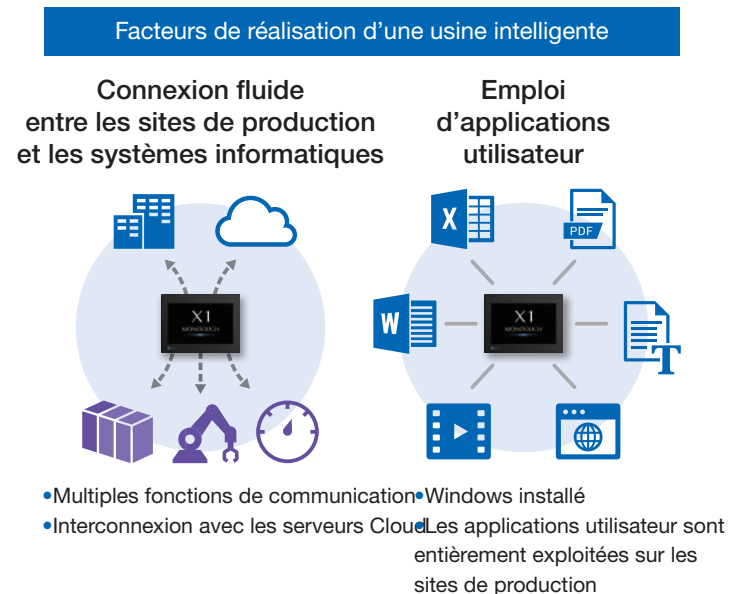 Facteurs de réalisation d’une usine intelligente
Connexion fluide
entre les sites de production
et les systèmes informatiques
X1
MONITOUCH
•Multiples fonctions de communication
•Interconnexion avec les serveurs Cloud
Emploi
d’applications
utilisateur
X
PDF
W
X1
MONITOUCH
T
•Windows installé
•Les applications utilisateur sont
entièrement exploitées sur les
sites de production